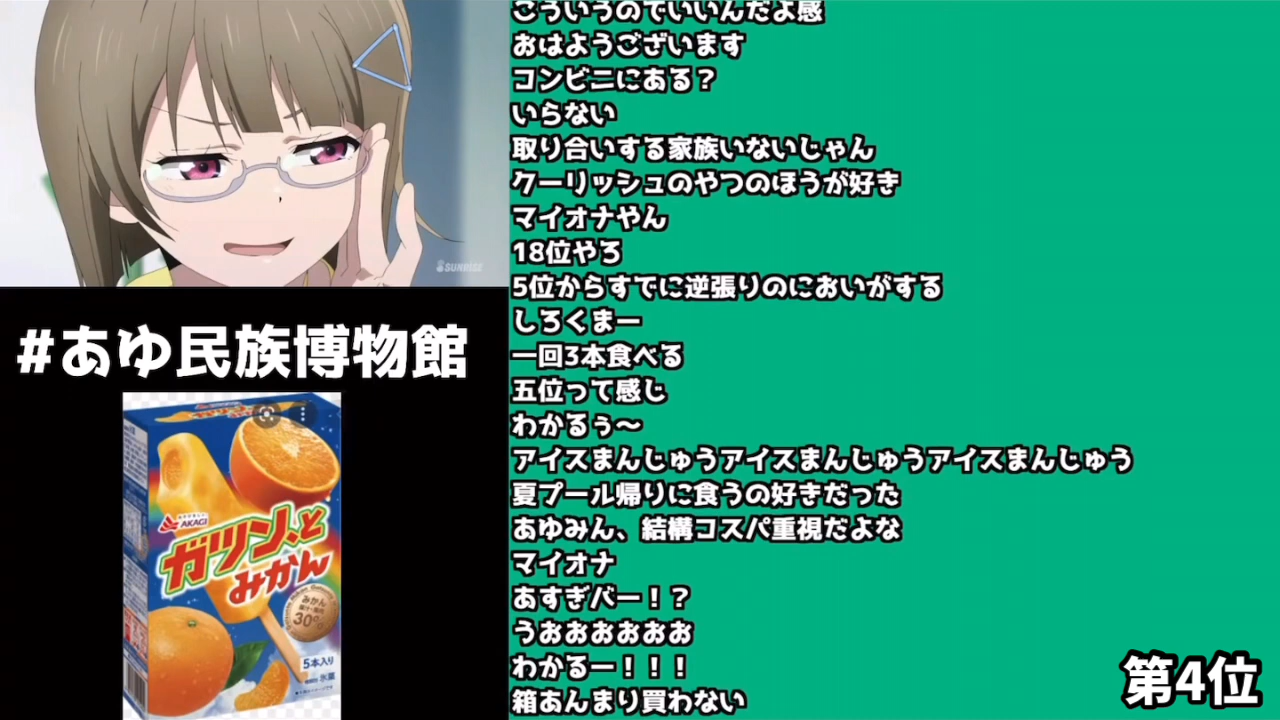 こういうのでいいんだよ感
おはようございます
コンビニにある？
いらない
取り合いする家族いないじゃん
クーリッシュのやつのほうが好き
マイオナやん
18位やろ
5位からすでに逆張りのにおいがする
しろくまー
一回3本食べる
五位って感じ
わかるぅ〜
アイスまんじゅうアイスまんじゅうアイスまんじゅう
夏プール帰りに食うの好きだった
あゆみん、結構コスパ重視だよな
マイオナ
あすぎバー！？
うおぉおぉおぉ
わかるー！！！
箱あんまり買わない
SUNRISE
#あゆ民族博物館
AKAGI
ガツン、と
みかん
みかん
30%
5本入り
氷菓
第4位